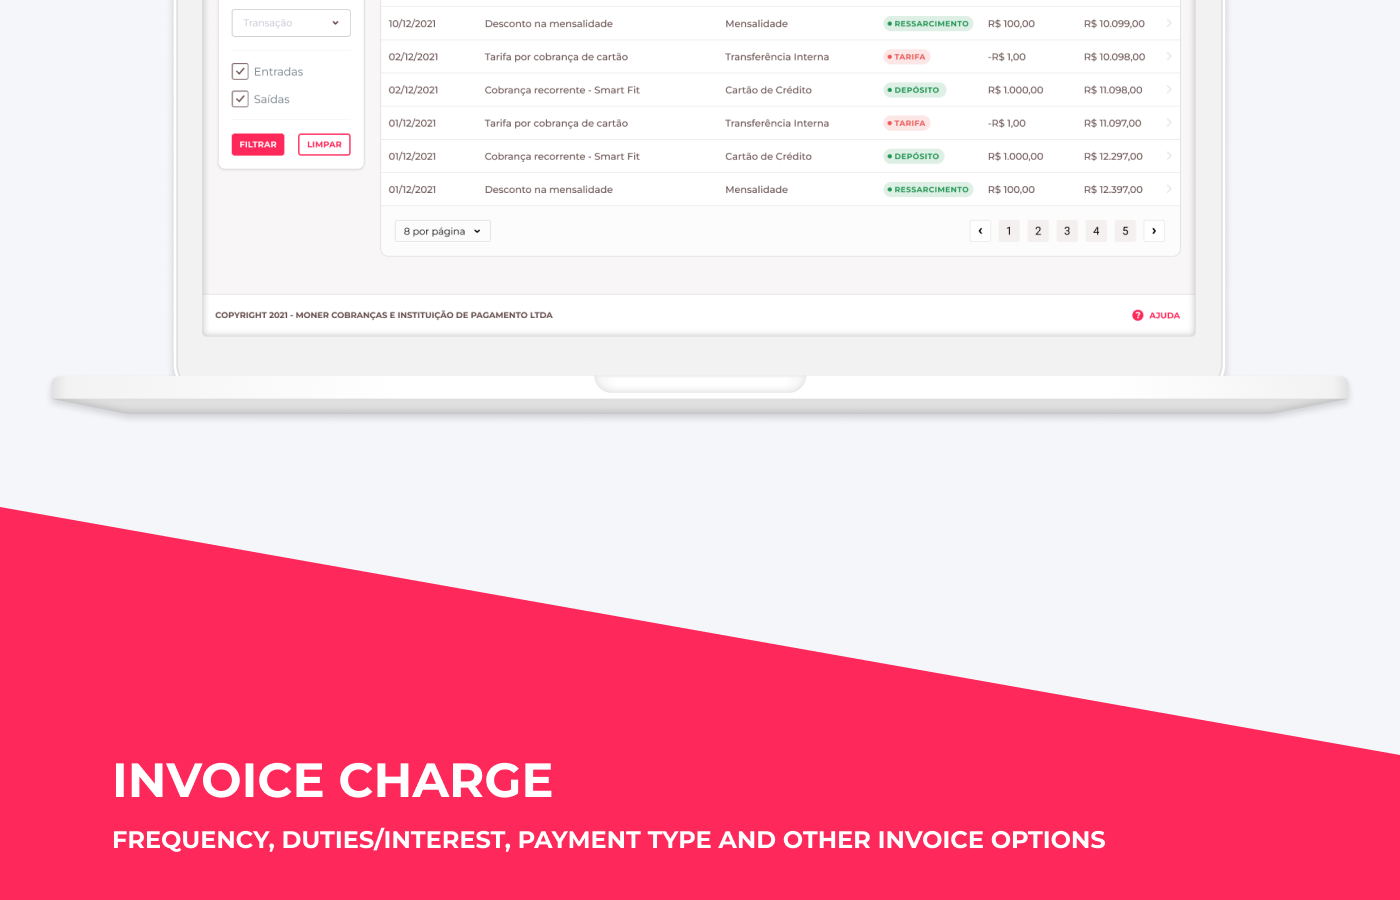 Transação
Entradas
Saídas
FILTRAR LIMPAR
10/12/2021 Desconto na mensalidade Mensalidade RESSARCIMENTO R$ 100,00 R$ 10.099,00
02/12/2021 Tarifa por cobrança de cartão Transferência Interna TARIFA -R$ 1,00 R$ 10.098,00
02/12/2021 Cobrança recorrente - Smart Fit Cartão de Crédito DEPÓSITO R$ 1.000,00 R$ 11.098,00
01/12/2021 Tarifa por cobrança de cartão Transferência Interna TARIFA -R$ 1,00 R$ 11.097,00
01/12/2021 Cobrança recorrente - Smart Fit Cartão de Crédito DEPÓSITO R$ 1.000,00 R$ 12.297,00
01/12/2021 Desconto na mensalidade Mensalidade RESSARCIMENTO R$ 100,00 R$ 12.397,00
8 por página ‹ 1 2 3 4 5 ›
COPYRIGHT 2021 - MONER COBRANÇAS E INSTITUIÇÃO DE PAGAMENTO LTDA ? AJUDA
INVOICE CHARGE
FREQUENCY, DUTIES/INTEREST, PAYMENT TYPE AND OTHER INVOICE OPTIONS